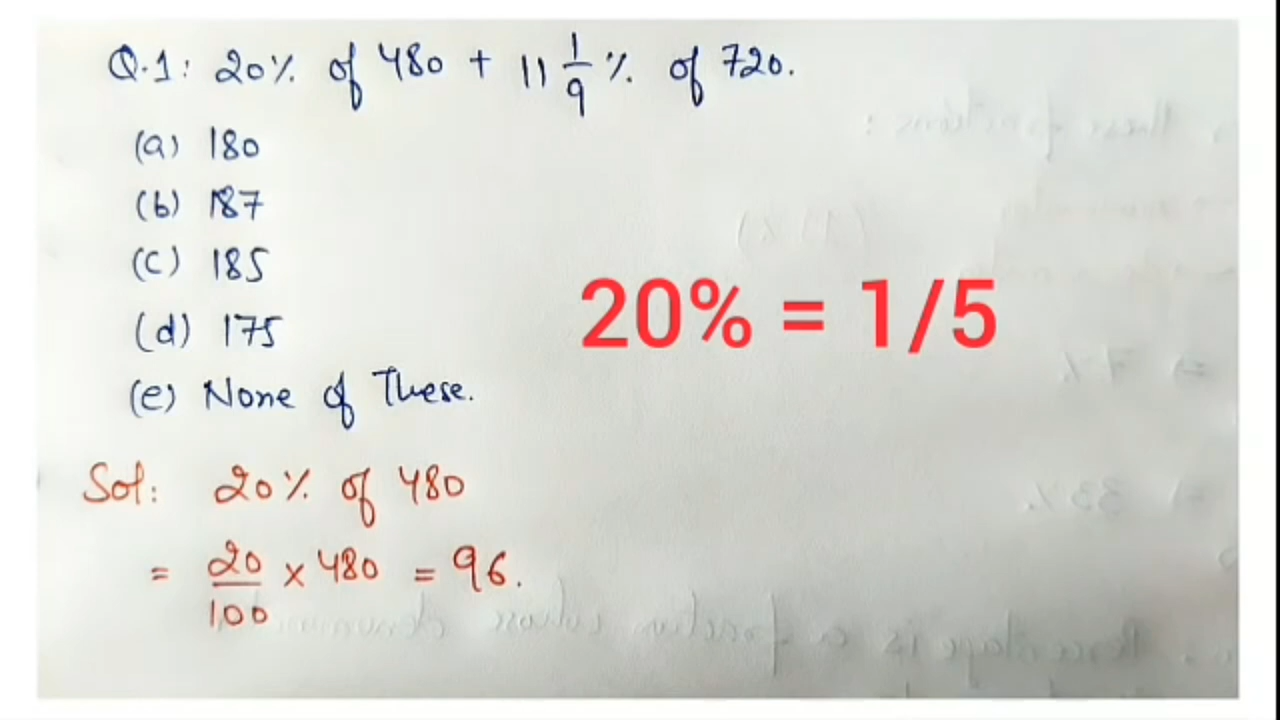 Q.1: 20% of 480 + 11 1/9 % of 720.
(a) 180
(b) 187
(c) 185
(d) 175
(e) None of These.
20% = 1/5
Sol: 20% of 480
= 20/100 × 480 = 96.